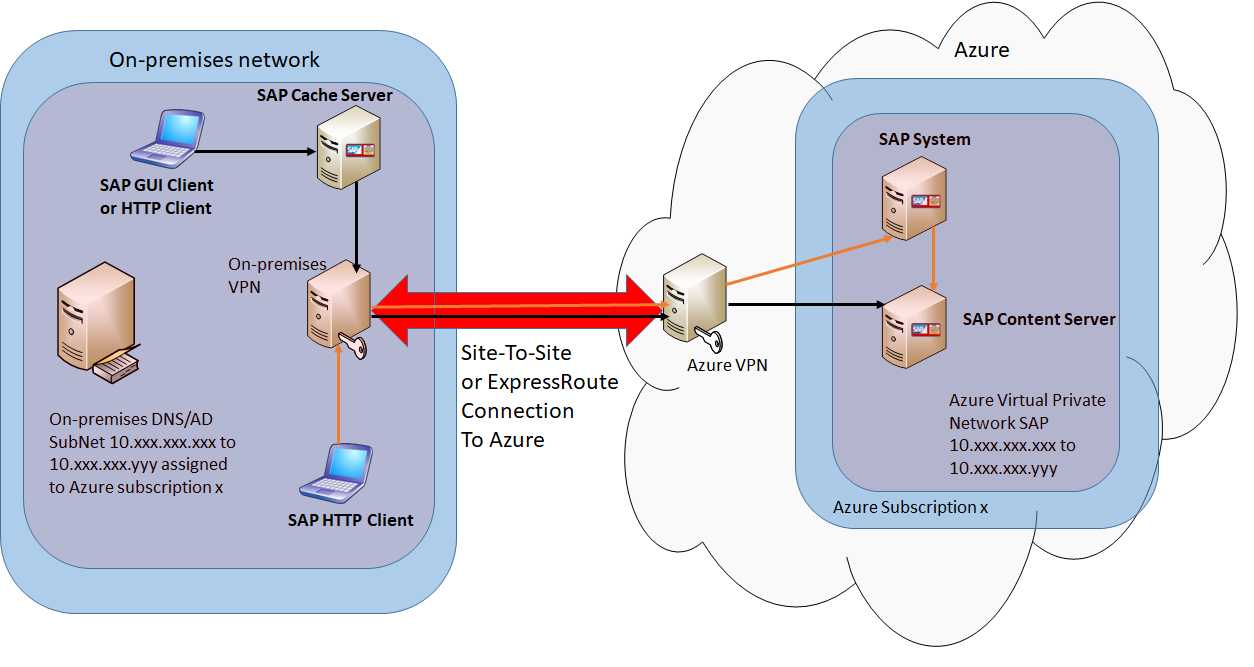 On-premises network
SAP Cache Server
SAP GUI Client
or HTTP Client
On-premises
VPN
On-premises DNS/AD
SubNet 10.xxx.xxx.xxx to
10.xxx.xxx.yyy assigned
to Azure subscription x
SAP HTTP Client
Site-To-Site
or ExpressRoute
Connection
To Azure
Azure
SAP System
SAP Content Server
Azure VPN
Azure Virtual Private
Network SAP
10.xxx.xxx.xxx to
10.xxx.xxx.yyy
Azure Subscription x
SAP
SAP
SAP